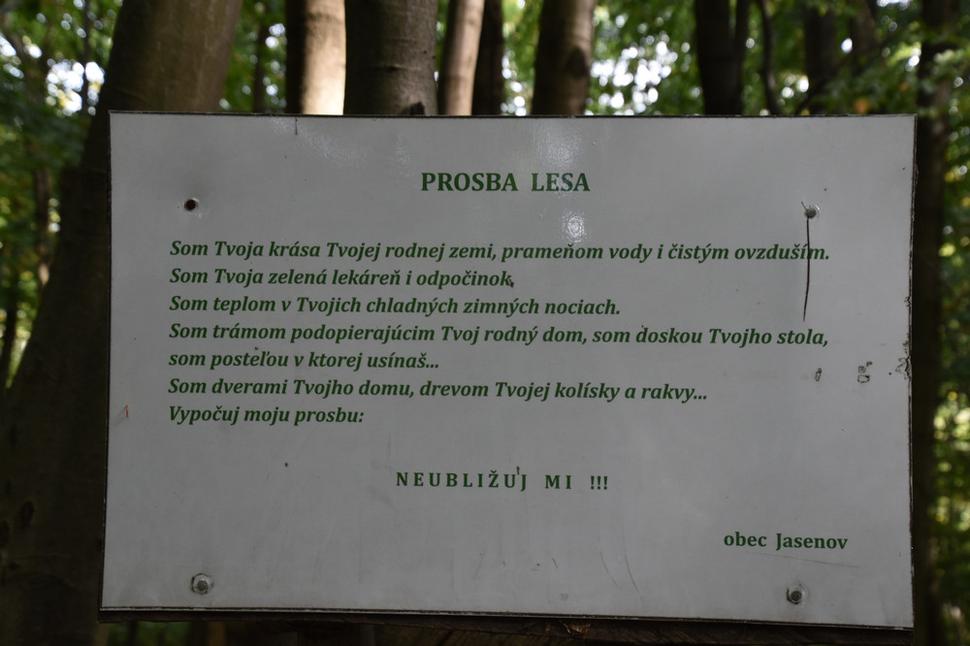 PROSBA LESA
Som Tvoja krása Tvojej rodnej zemi, prameňom vody i čistým ovzduším.
Som Tvoja zelená lekáreň i odpočinok.
Som teplom v Tvojich chladných zimných nociach.
Som trámom podopierajúcim Tvoj rodný dom, som doskou Tvojho stola,
som posteľou v ktorej usínaš...
Som dverami Tvojho domu, drevom Tvojej kolísky a rakvy...
Vypočuj moju prosbu:
NEUBLIŽUJ MI !!!
obec Jasenov